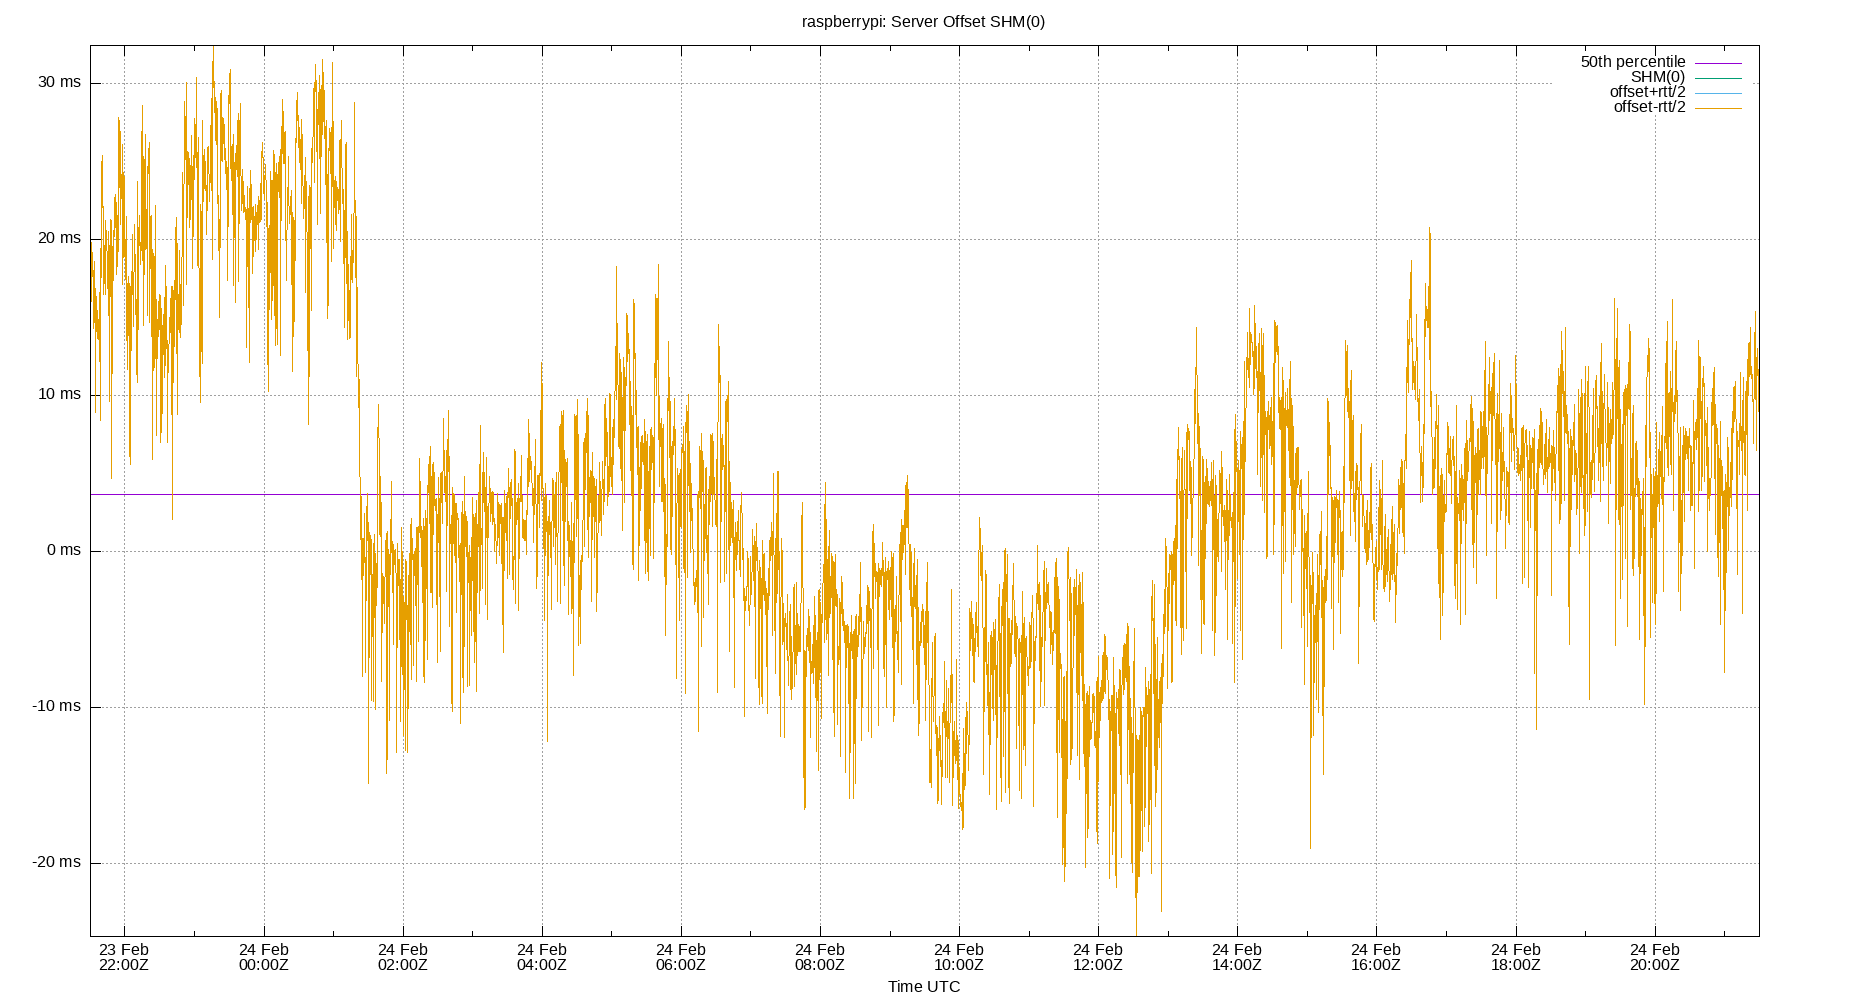 raspberrypi: Server Offset SHM(0)
50th percentile
SHM(0)
offset+rtt/2
offset-rtt/2
30 ms
20 ms
10 ms
0 ms
-10 ms
-20 ms
23 Feb 24 Feb 24 Feb 24 Feb 24 Feb 24 Feb 24 Feb 24 Feb 24 Feb 24 Feb 24 Feb 24 Feb
22:00Z 00:00Z 02:00Z 04:00Z 06:00Z 08:00Z 10:00Z 12:00Z 14:00Z 16:00Z 18:00Z 20:00Z
Time UTC